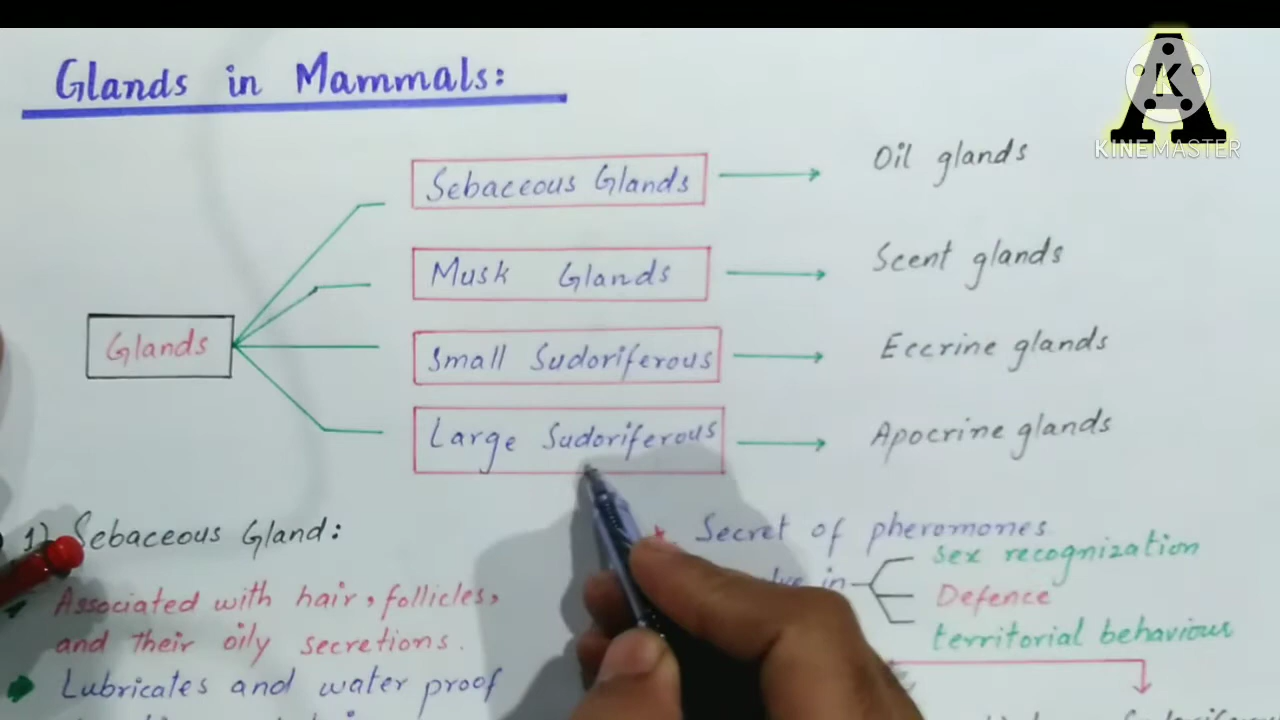 Glands in Mammals:
A
K
KINEMASTER
Sebaceous Glands
Oil glands
Musk Glands
Scent glands
Glands
Small Sudoriferous
Eccrine glands
Large Sudoriferous
Apocrine glands
1) Sebaceous Gland:
Associated with hair, follicles,
and their oily secretions.
Lubricates and water proof
* Secret of pheromones
in
sex recognization
Defence
territorial behavious